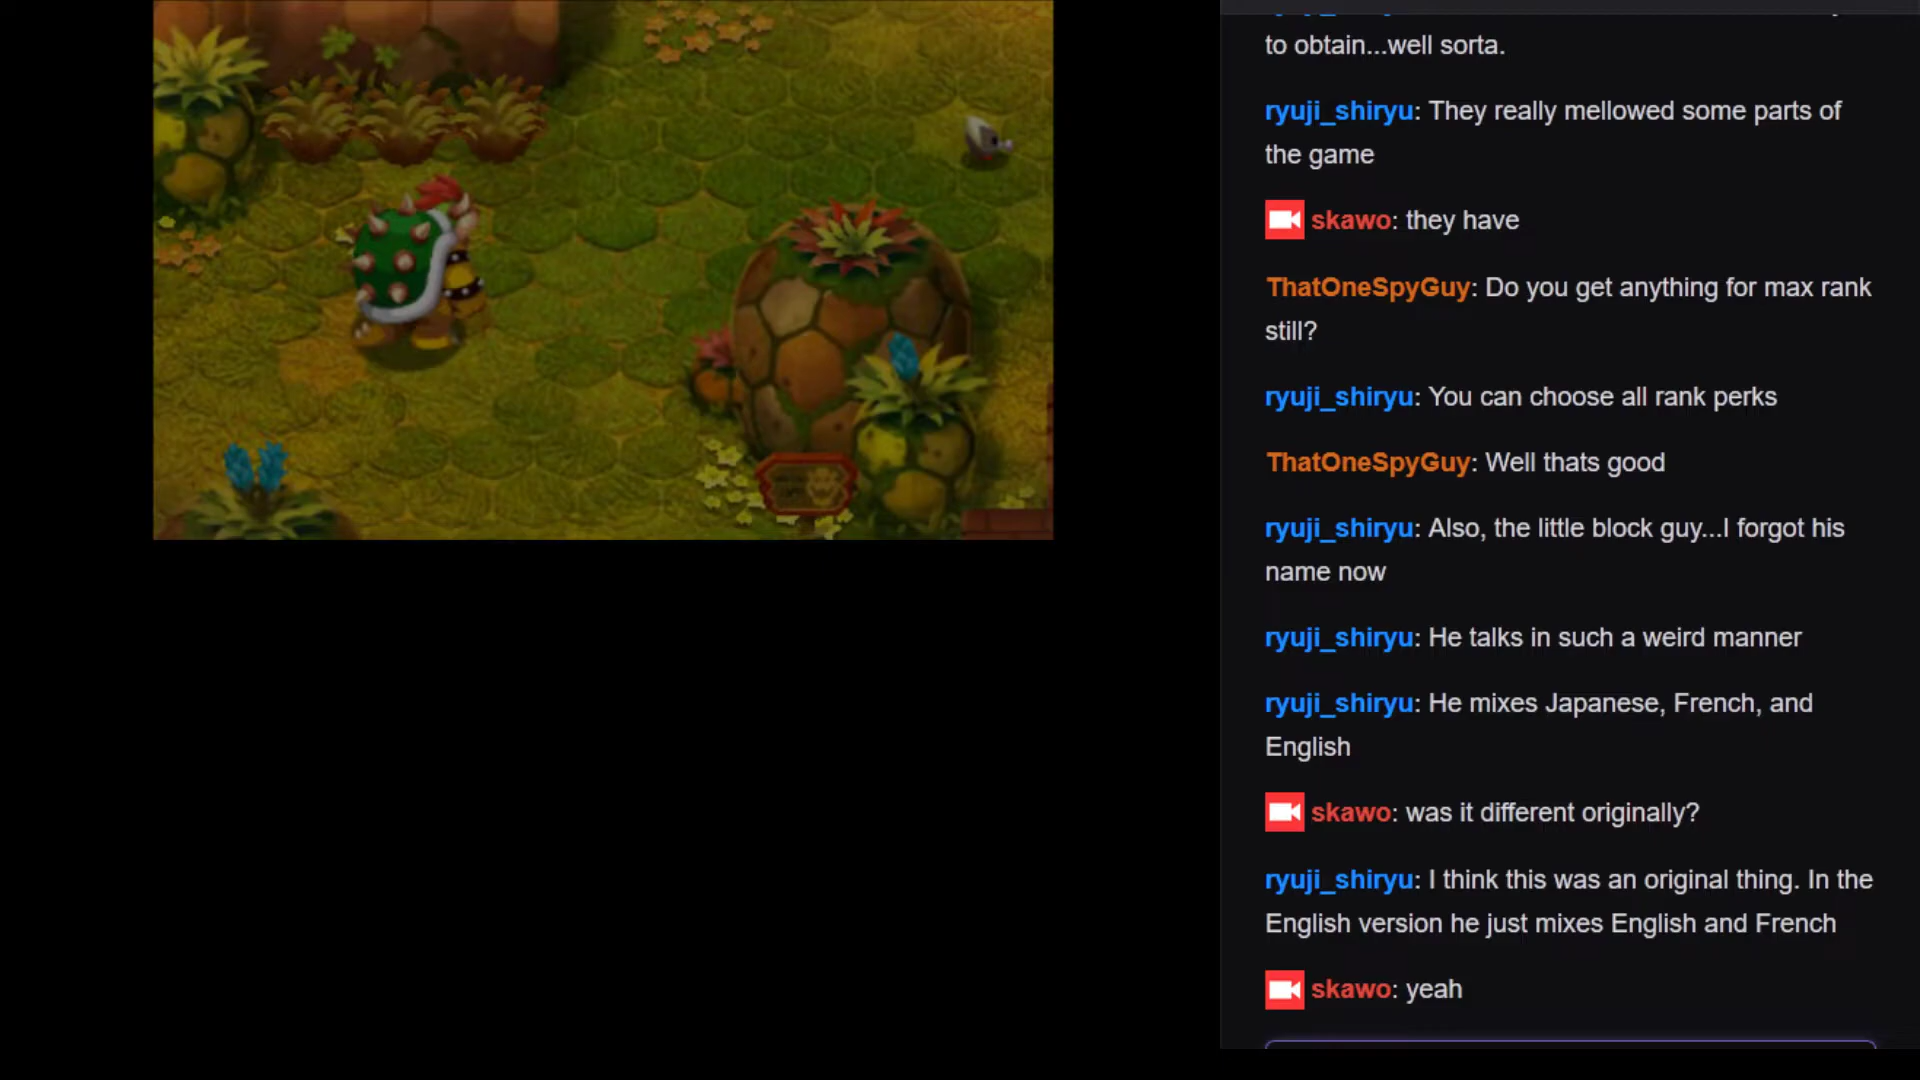 to obtain...well sorta.
ryuji_shiryu: They really mellowed some parts of
the game
skawo: they have
ThatOneSpyGuy: Do you get anything for max rank
still?
ryuji_shiryu: You can choose all rank perks
ThatOneSpyGuy: Well thats good
ryuji_shiryu: Also, the little block guy...I forgot his
name now
ryuji_shiryu: He talks in such a weird manner
ryuji_shiryu: He mixes Japanese, French, and
English
skawo: was it different originally?
ryuji_shiryu: I think this was an original thing. In the
English version he just mixes English and French
skawo: yeah